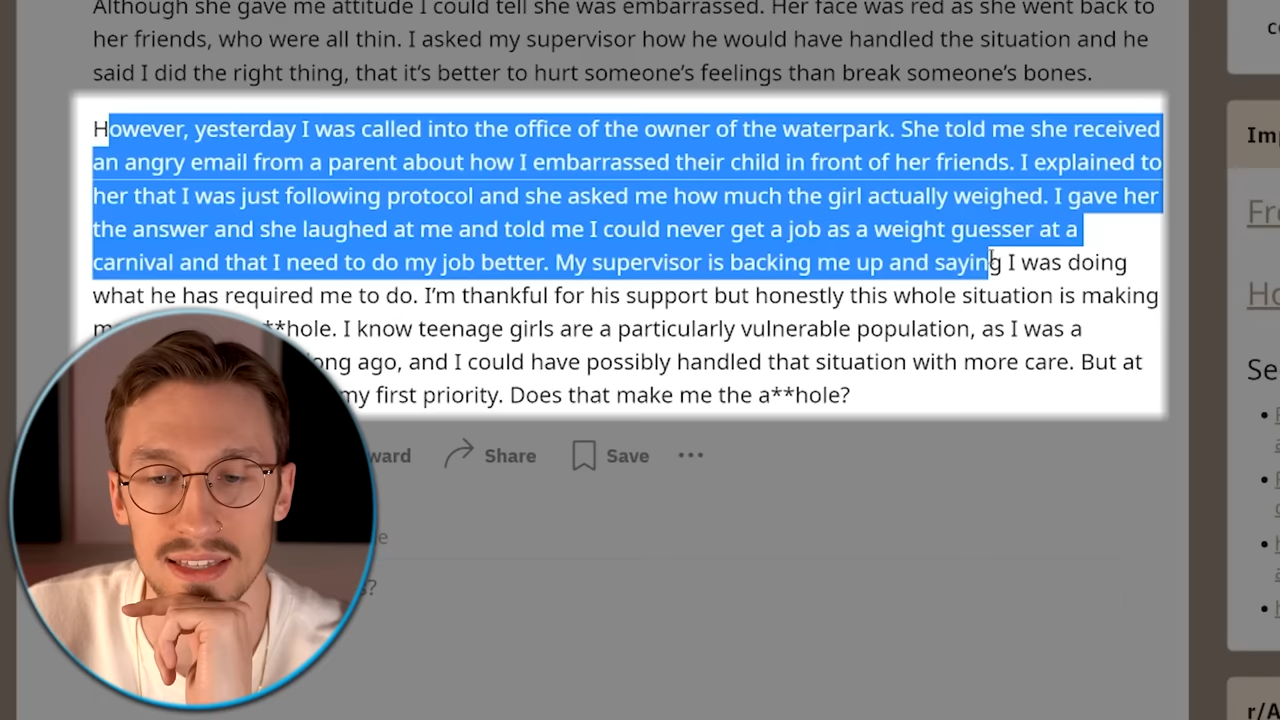 Although she gave me attitude I could tell she was embarrassed. Her face was red as she went back to
her friends, who were all thin. I asked my supervisor how he would have handled the situation and he
said I did the right thing, that it's better to hurt someone's feelings than break someone's bones.
However, yesterday I was called into the office of the owner of the waterpark. She told me she received
an angry email from a parent about how I embarrassed their child in front of her friends. I explained to
her that I was just following protocol and she asked me how much the girl actually weighed. I gave her
the answer and she laughed at me and told me I could never get a job as a weight guesser at a
carnival and that I need to do my job better. My supervisor is backing me up and saying I was doing
what he has required me to do. I'm thankful for his support but honestly this whole situation is making
**hole. I know teenage girls are a particularly vulnerable population, as I was a
ago, and I could have possibly handled that situation with more care. But at
my first priority. Does that make me the a**hole?
Share
Save